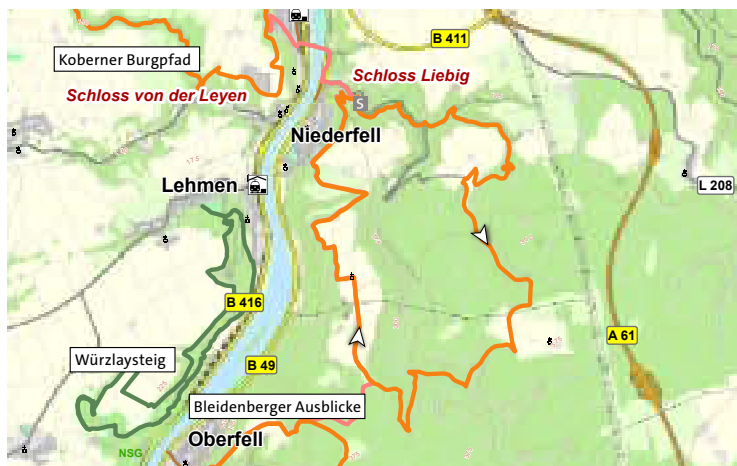 B 411
Koberner Burgpfad
Schloss von der Leyen
Schloss Liebig
S
Niederfell
Lehmen
L 208
B 416
A 61
Würzlaysteig
B 49
Bleidenberger Ausblicke
Oberfell
NSG